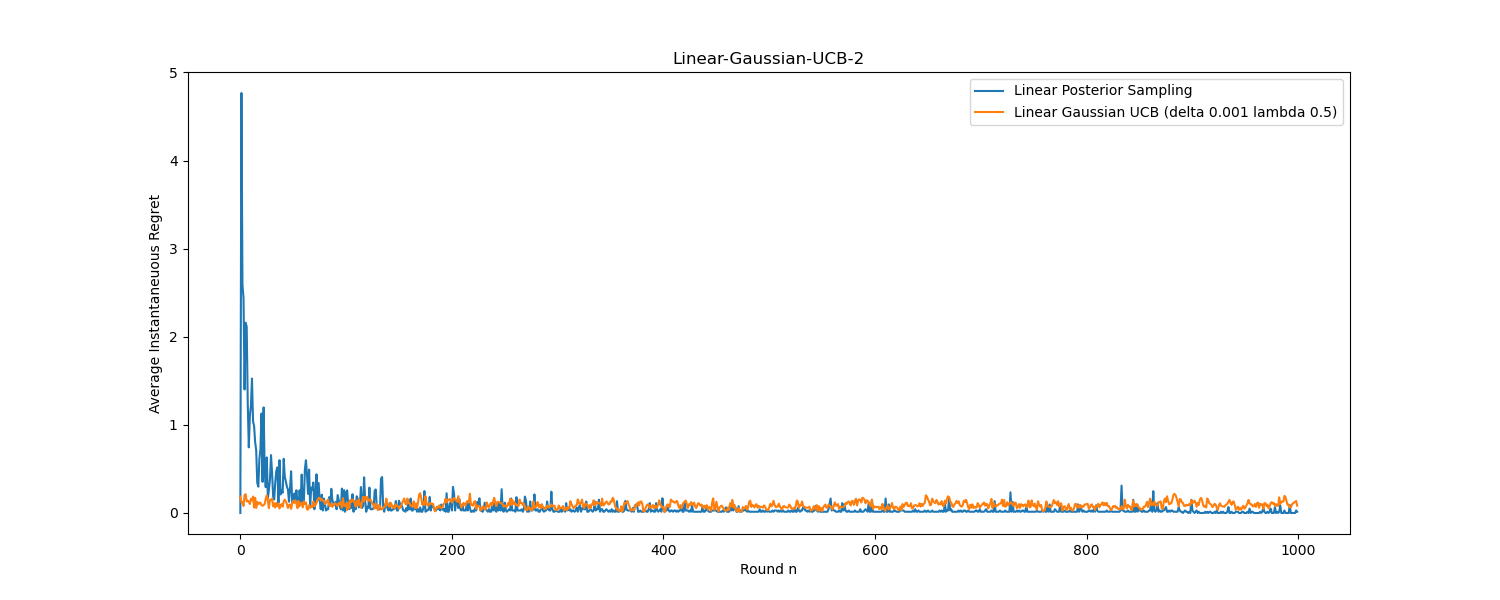 Linear-Gaussian-UCB-2
Linear Posterior Sampling
Linear Gaussian UCB (delta 0.001 lambda 0.5)
Average Instantaneuous Regret
5
4
3
2
1
0
0 200 400 600 800 1000
Round n